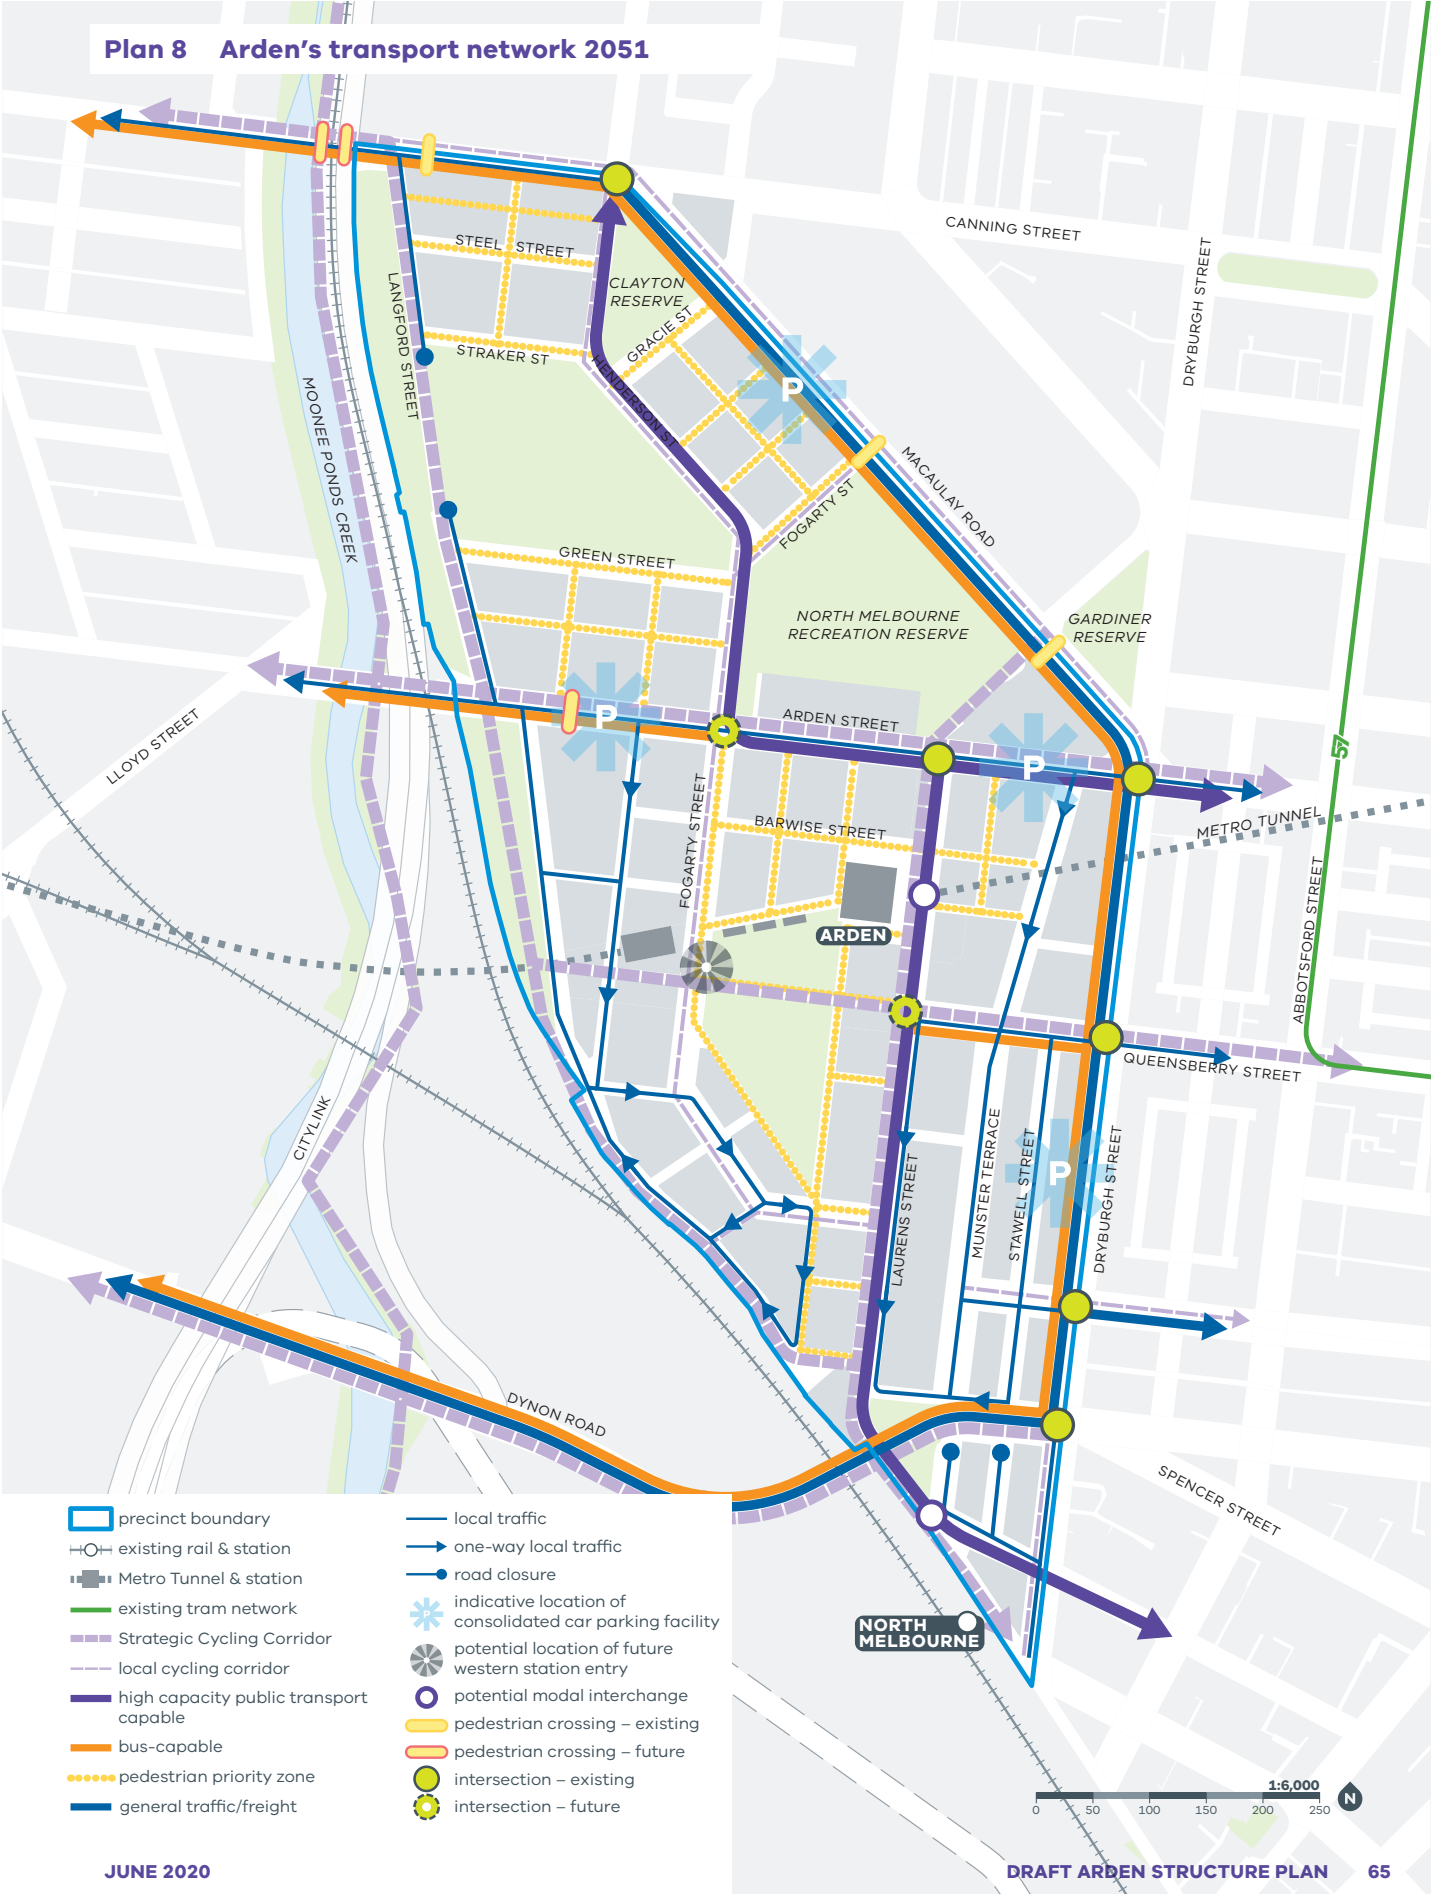 Plan 8 Arden's transport network 2051
CANNING STREET
STEEL STREET
CLAYTON
RESERVE
DRYBURGH STREET
LANGFORD STREET
GRACIE ST
STRAKER ST
HENDERSON ST
P
MOONEE PONDS CREEK
MACAULAY ROAD
FOGARTY ST
GREEN STREET
NORTH MELBOURNE
RECREATION RESERVE
GARDINER
RESERVE
LLOYD STREET
P
ARDEN STREET
P
57
METRO TUNNEL
FOGARTY STREET
BARWISE STREET
ARDEN
ABBOTSFORD STREET
QUEENSBERRY STREET
CITYLINK
P
LAURENS STREET
MUNSTER TERRACE
STAWELL STREET
DRYBURGH STREET
DYNON ROAD
SPENCER STREET
NORTH
MELBOURNE
precinct boundary
existing rail & station
Metro Tunnel & station
existing tram network
Strategic Cycling Corridor
local cycling corridor
high capacity public transport
capable
bus-capable
pedestrian priority zone
general traffic/freight
local traffic
one-way local traffic
road closure
P
indicative location of
consolidated car parking facility
potential location of future
western station entry
potential modal interchange
pedestrian crossing – existing
pedestrian crossing – future
intersection – existing
intersection – future
1:6,000
0 50 100 150 200 250
N
JUNE 2020
DRAFT ARDEN STRUCTURE PLAN 65